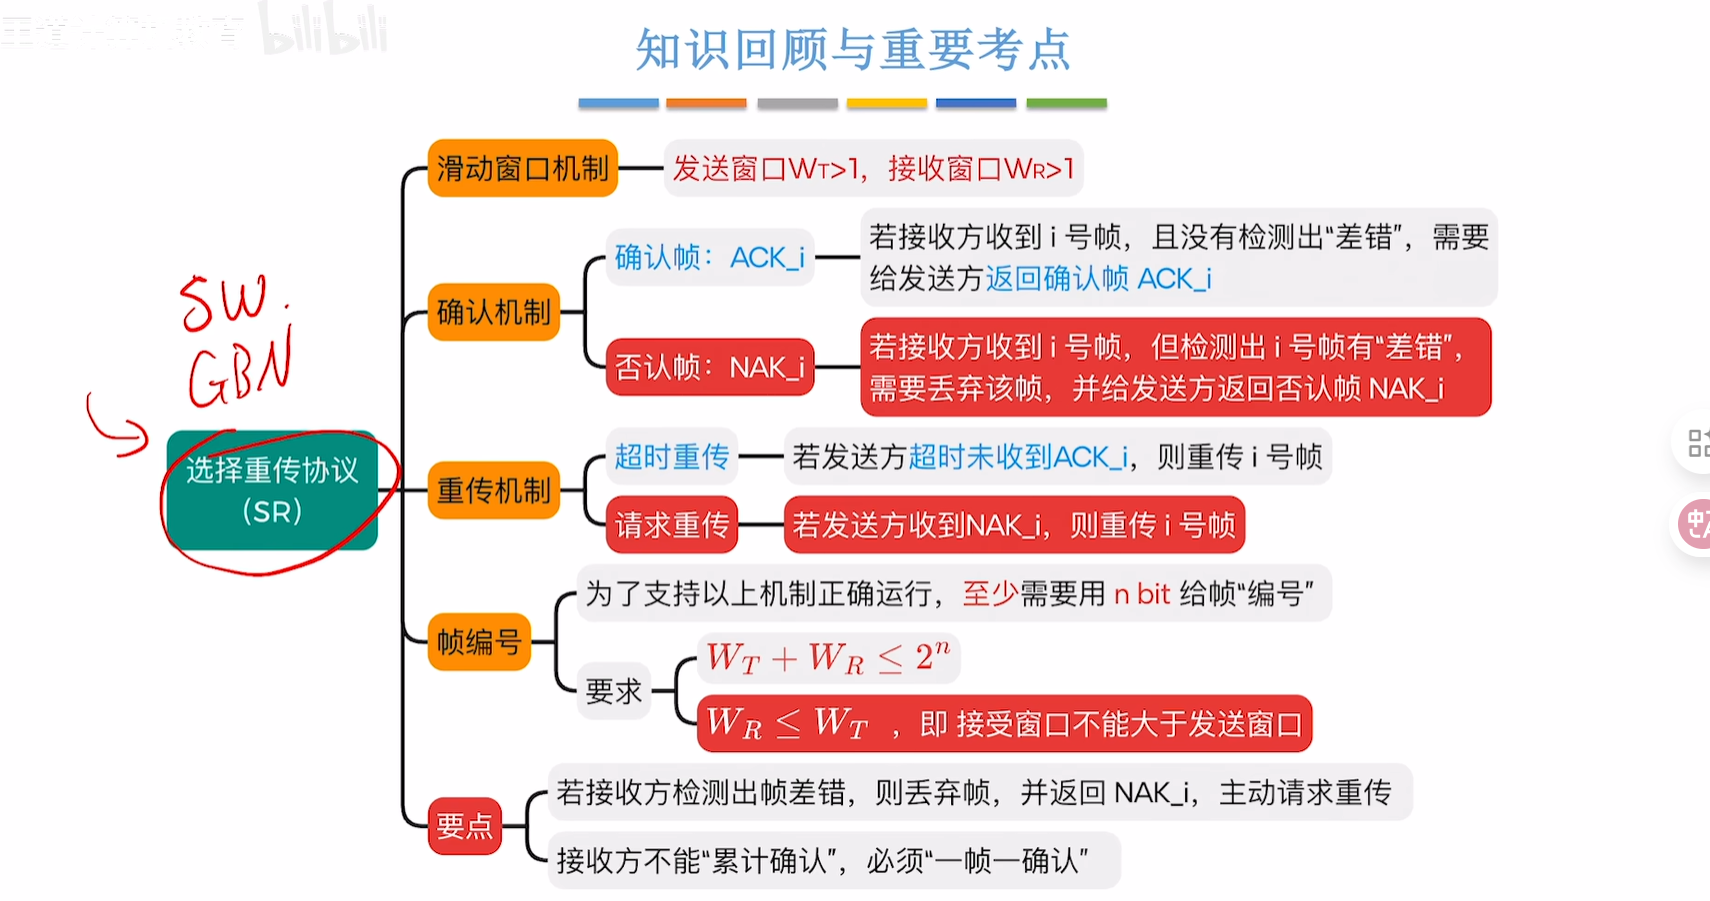 bilibili
知识回顾与重要考点
滑动窗口机制
发送窗口WT>1，接收窗口WR>1
确认机制
确认帧：ACK_i
若接收方收到 i 号帧，且没有检测出“差错”，需要
给发送方返回确认帧 ACK_i
否认帧：NAK_i
若接收方收到 i 号帧，但检测出 i 号帧有“差错”，
需要丢弃该帧，并给发送方返回否认帧 NAK_i
SW.
GBN
选择重传协议
（SR）
重传机制
超时重传
若发送方超时未收到ACK_i，则重传 i 号帧
请求重传
若发送方收到NAK_i，则重传 i 号帧
帧编号
为了支持以上机制正确运行，至少需要用 n bit 给帧“编号”
要求
W_T + W_R ≤ 2^n
W_R ≤ W_T ，即 接受窗口不能大于发送窗口
要点
若接收方检测出帧差错，则丢弃帧，并返回 NAK_i，主动请求重传
接收方不能“累计确认”，必须“一帧一确认”